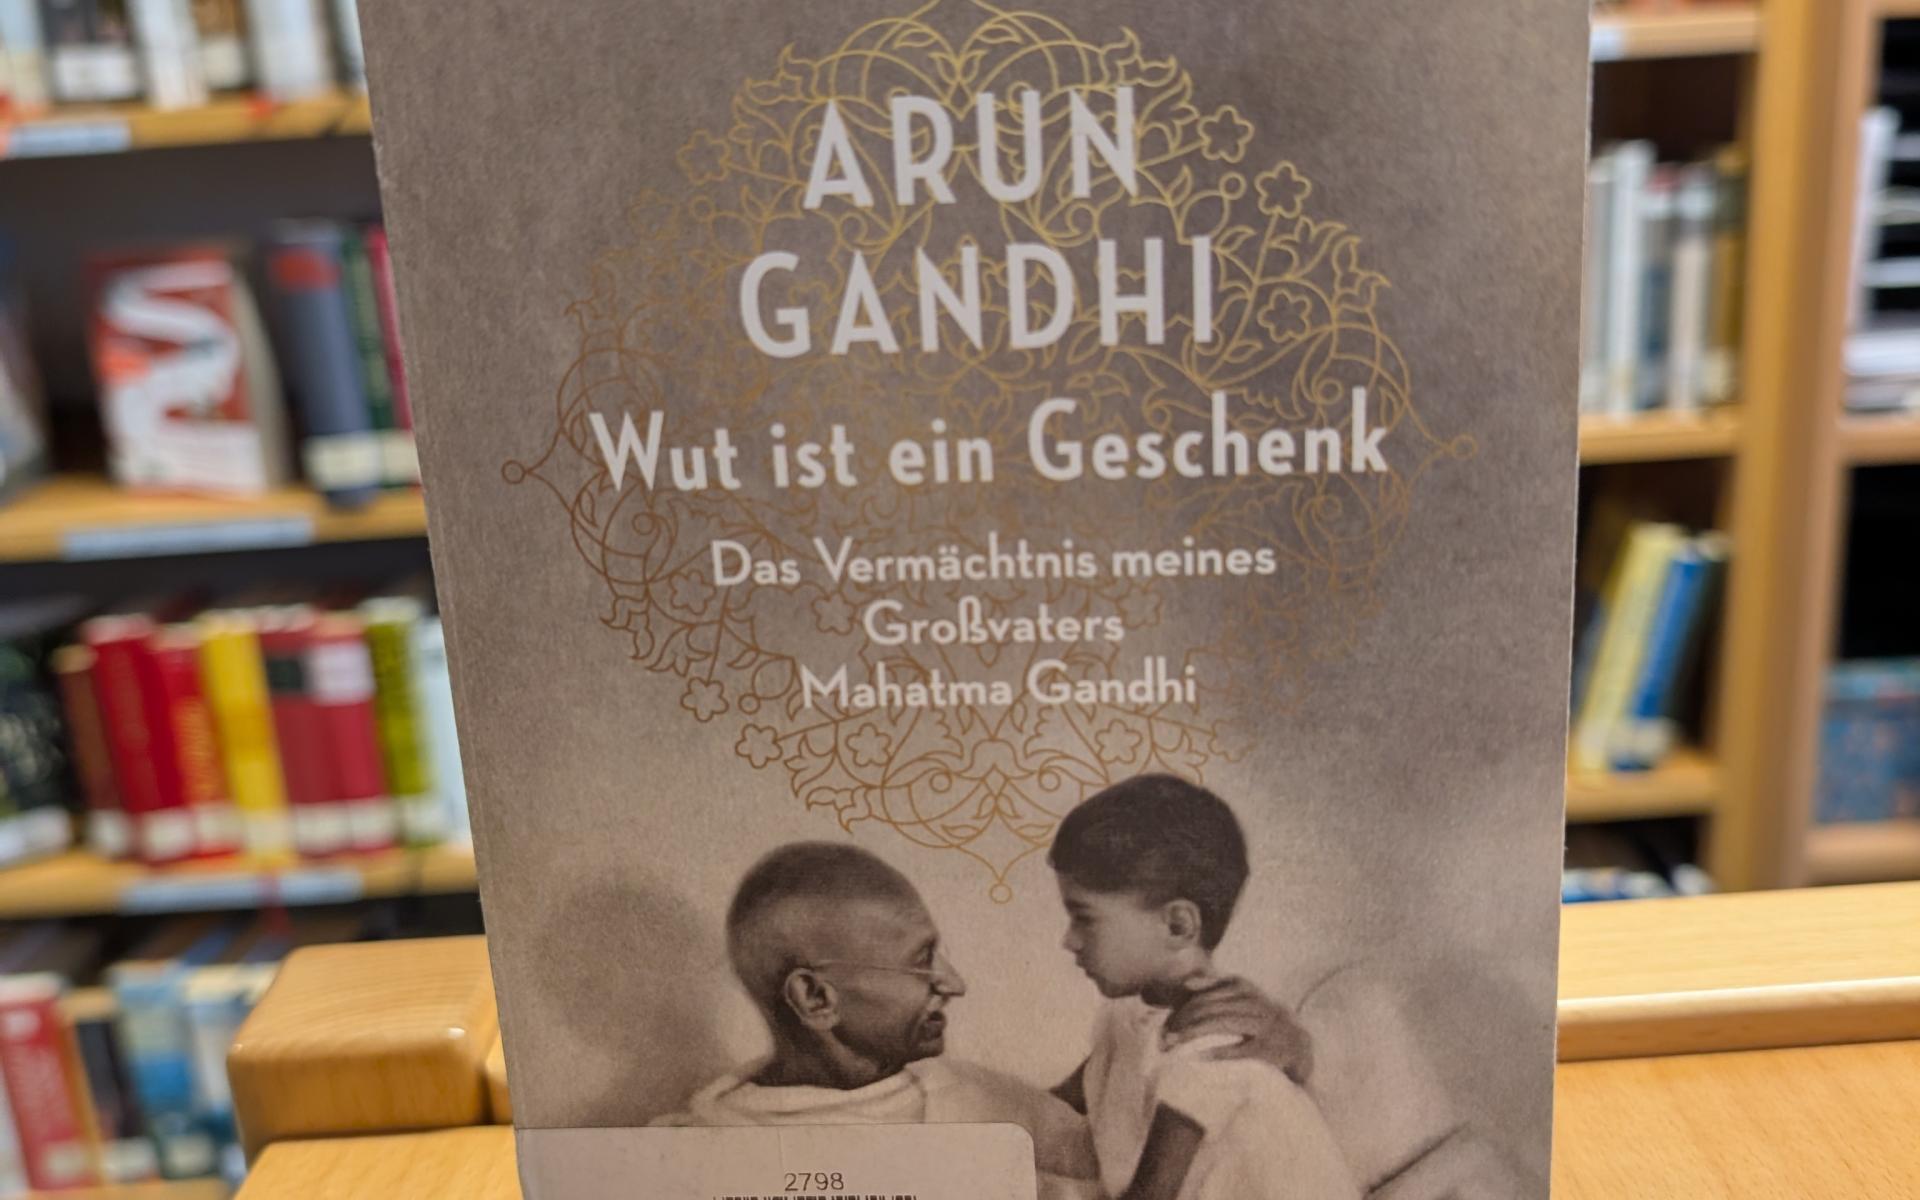 ARUN
GANDHI
Wut ist ein Geschenk
Das Vermächtnis meines
Großvaters
Mahatma Gandhi
2798